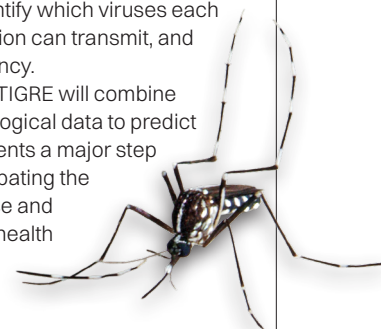 ntify which viruses each
ion can transmit, and
ncy.
TIGRE will combine
logical data to predict
ents a major step
pating the
e and
health